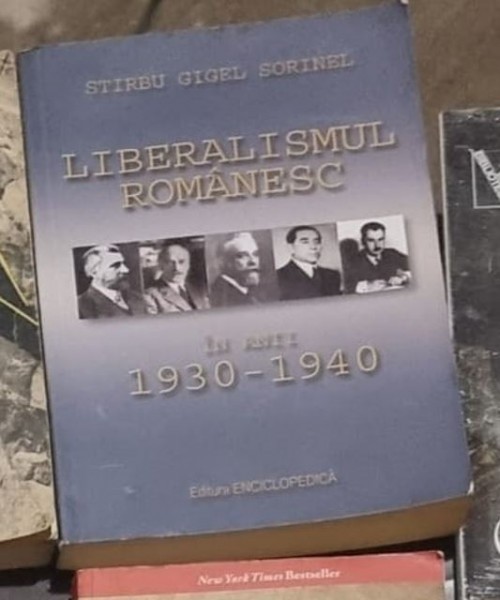 STIRBU GIGEL SORINEL
LIBERALISMUL
ROMÂNESC
ÎN ANII
1930-1940
Editura ENCICLOPEDICĂ
New York Times Bestseller